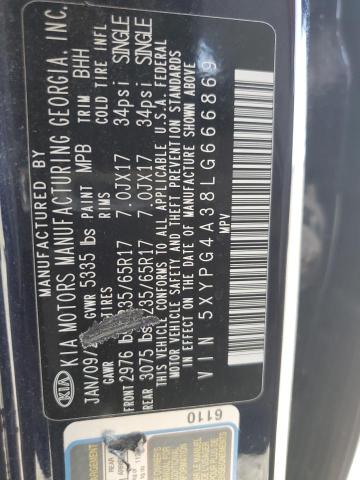 KIA
MANUFACTURED BY
KIA MOTORS MANUFACTURING GEORGIA, INC.
JAN/09/ GVWR 5335 lbs PAINT MPB TRIM BHH
GAWR TIRES RIMS COLD TIRE INFL
FRONT 2976 lbs 235/65R17 7.0JX17 34psi SINGLE
REAR 3075 lbs 235/65R17 7.0JX17 34psi SINGLE
THIS VEHICLE CONFORMS TO ALL APPLICABLE U.S.A. FEDERAL
MOTOR VEHICLE SAFETY AND THEFT PREVENTION STANDARDS
IN EFFECT ON THE DATE OF MANUFACTURE SHOWN ABOVE
VIN 5XYPG4A38LG666869
MPV
6110